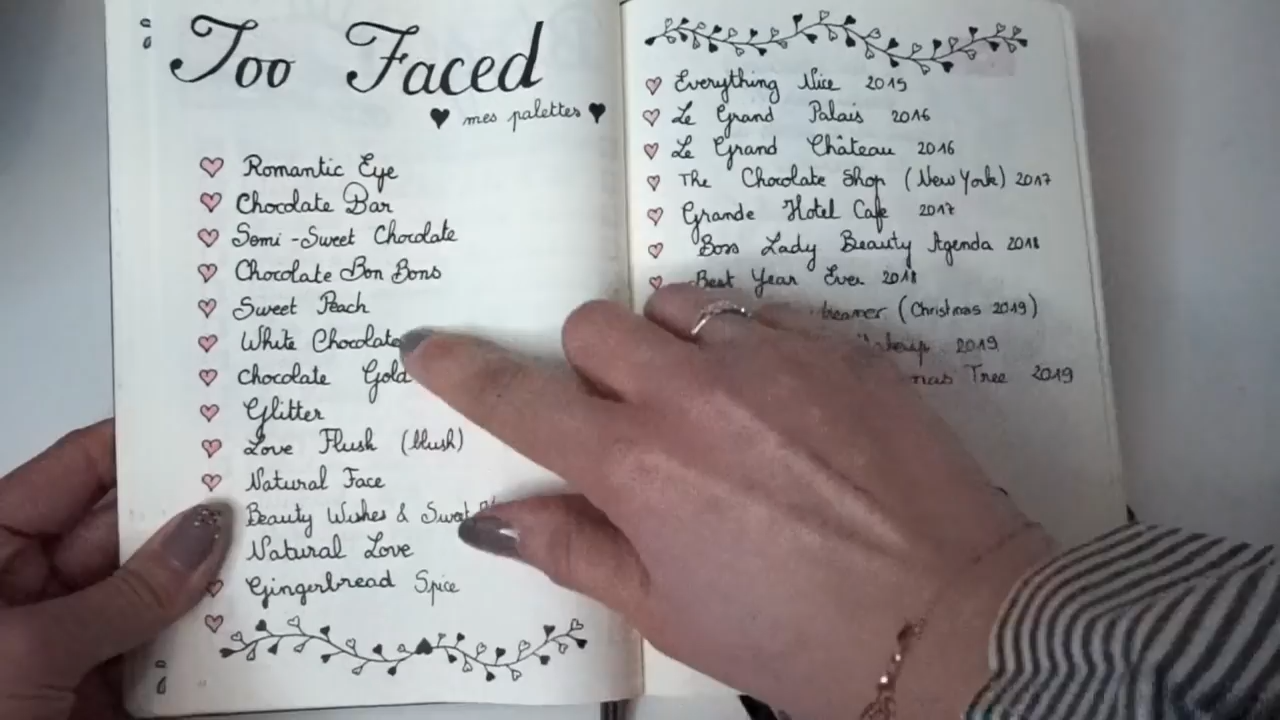 Too Faced
mes palettes
Romantic Eye
Chocolate Bar
Semi-Sweet Chocolate
Chocolate Bon Bons
Sweet Peach
White Chocolate
Chocolate Gold
Glitter
Love Flush (blush)
Natural Face
Beauty Wishes &
Natural Love
Gingerbread Spice
Everything Nice 2015
Le Grand Palais 2016
Le Grand Château 2016
The Chocolate Shop (New York) 2017
Grande Hotel Cafe 2017
Boss Lady Beauty Agenda 2018
Best Year Ever 2018
(Christmas 2019)
2019
Tree 2019